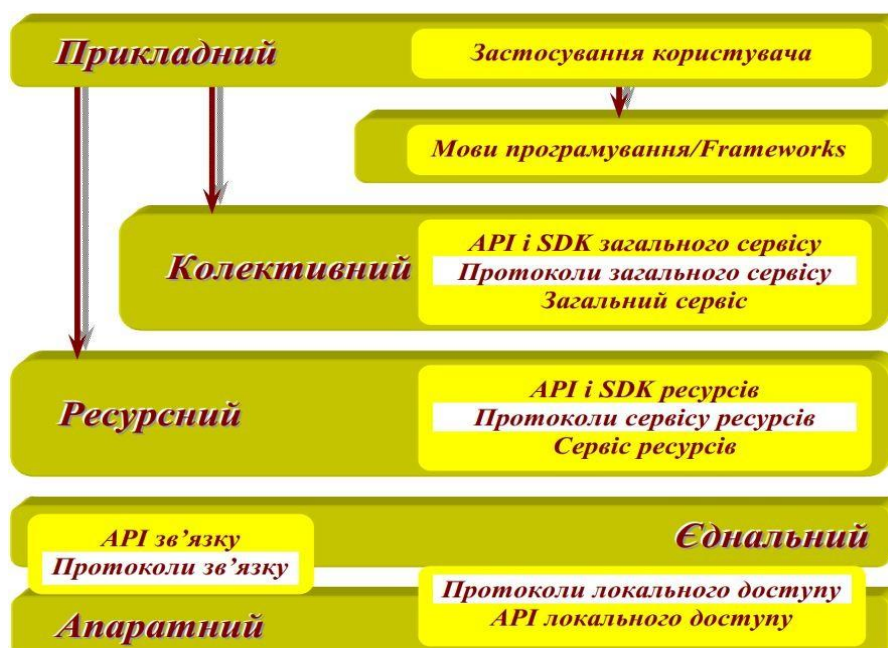 Прикладний
Застосування користувача
Мови програмування/Frameworks
Колективний
API і SDK загального сервісу
Протоколи загального сервісу
Загальний сервіс
Ресурсний
API і SDK ресурсів
Протоколи сервісу ресурсів
Сервіс ресурсів
API зв’язку
Протоколи зв’язку
Єднальний
Протоколи локального доступу
API локального доступу
Апаратний